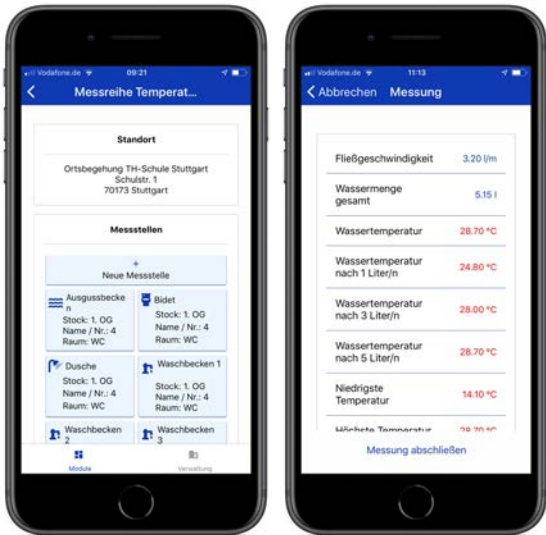 Vodafone.de
09:21
Messreihe Temperat...
Standort
Ortsbegehung TH-Schule Stuttgart
Schulstr. 1
70173 Stuttgart
Messstellen
+
Neue Messstelle
Ausgussbecke
n
Stock: 1. OG
Name / Nr.: 4
Raum: WC
Bidet
Stock: 1. OG
Name / Nr.: 4
Raum: WC
Dusche
Stock: 1. OG
Name / Nr.: 4
Raum: WC
Waschbecken 1
Stock: 1. OG
Name / Nr.: 4
Raum: WC
Waschbecken
2
Waschbecken
3
Module
Verwaltung
Vodafone.de
11:13
Abbrechen Messung
Fließgeschwindigkeit 3.20 l/m
Wassermenge
gesamt 5.15 l
Wassertemperatur 28.70 °C
Wassertemperatur
nach 1 Liter/n 24.80 °C
Wassertemperatur
nach 3 Liter/n 28.00 °C
Wassertemperatur
nach 5 Liter/n 28.70 °C
Niedrigste
Temperatur 14.10 °C
Höchste Temperatur 28.70 °C
Messung abschließen